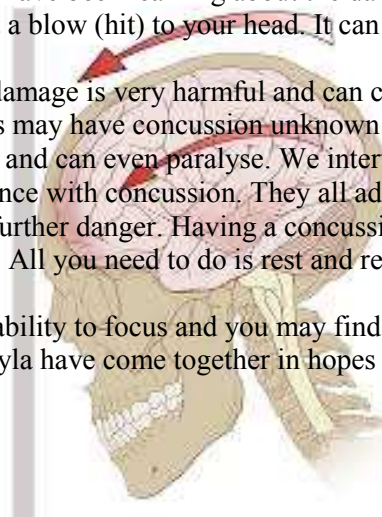 a blow (hit) to your head. It can
damage is very harmful and can c
s may have concussion unknown
and can even paralyse. We inter
nce with concussion. They all ad
further danger. Having a concussi
All you need to do is rest and re
ability to focus and you may find
yla have come together in hopes